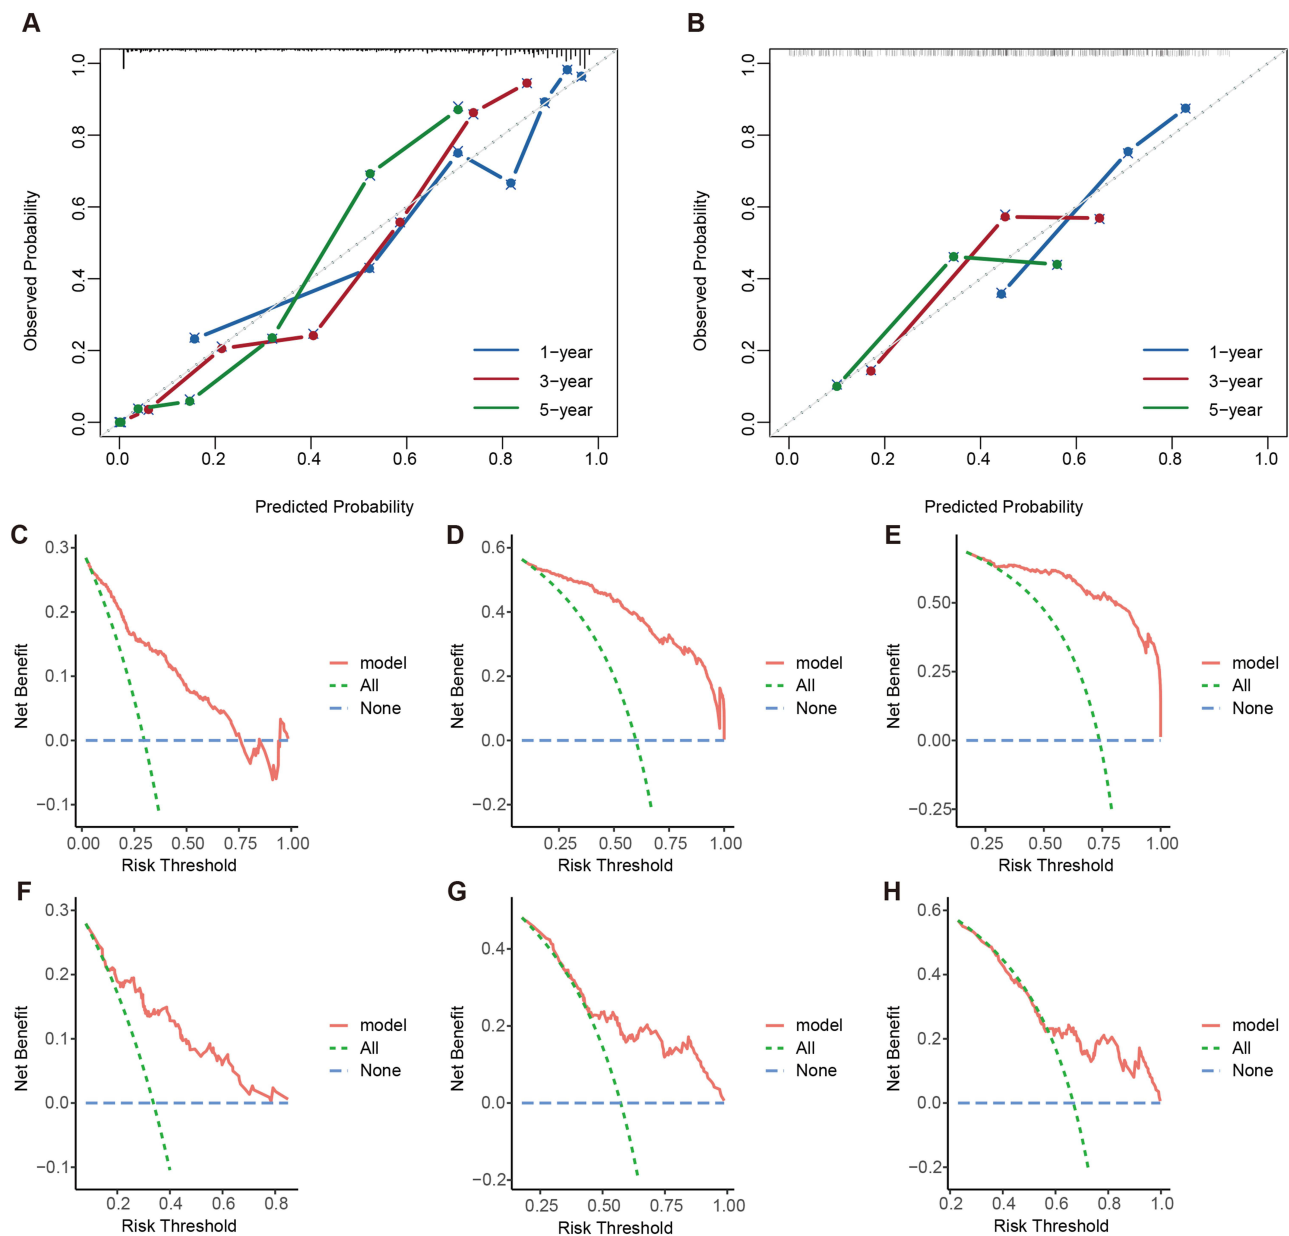 A
B
1.0
0.8
0.6
0.4
0.2
0.0
Observed Probability
1−year
3−year
5−year
0.0 0.2 0.4 0.6 0.8 1.0
Predicted Probability
1.0
0.8
0.6
0.4
0.2
0.0
Observed Probability
1−year
3−year
5−year
0.0 0.2 0.4 0.6 0.8 1.0
Predicted Probability
C
0.3
0.2
0.1
0.0
−0.1
Net Benefit
model
All
None
0.00 0.25 0.50 0.75 1.00
Risk Threshold
D
0.6
0.4
0.2
0.0
−0.2
Net Benefit
model
All
None
0.25 0.50 0.75 1.00
Risk Threshold
E
0.50
0.25
0.00
−0.25
Net Benefit
model
All
None
0.25 0.50 0.75 1.00
Risk Threshold
F
0.3
0.2
0.1
0.0
−0.1
Net Benefit
model
All
None
0.2 0.4 0.6 0.8
Risk Threshold
G
0.4
0.2
0.0
−0.2
Net Benefit
model
All
None
0.25 0.50 0.75 1.00
Risk Threshold
H
0.6
0.4
0.2
0.0
−0.2
Net Benefit
model
All
None
0.2 0.4 0.6 0.8 1.0
Risk Threshold